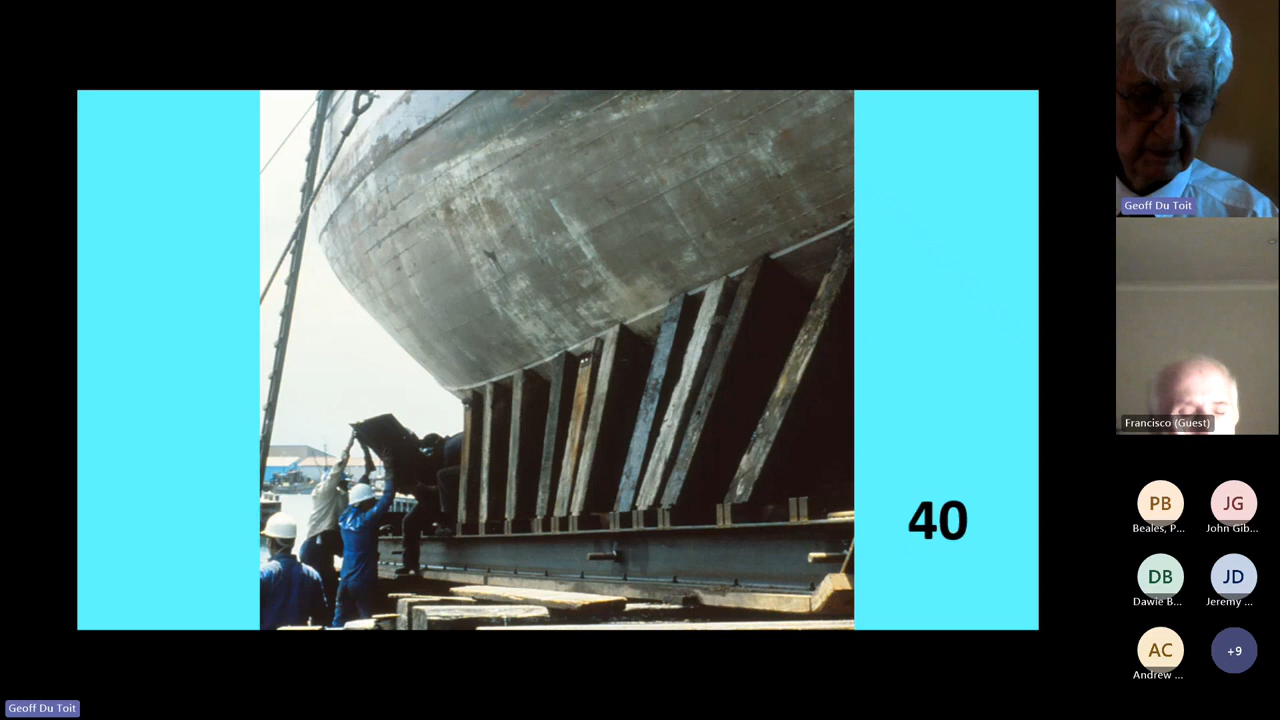 Geoff Du Toit
Francisco (Guest)
40
PB
JG
Beales, P...
John Gib...
DB
JD
Dawie B...
Jeremy ...
AC
+9
Andrew ...
Geoff Du Toit